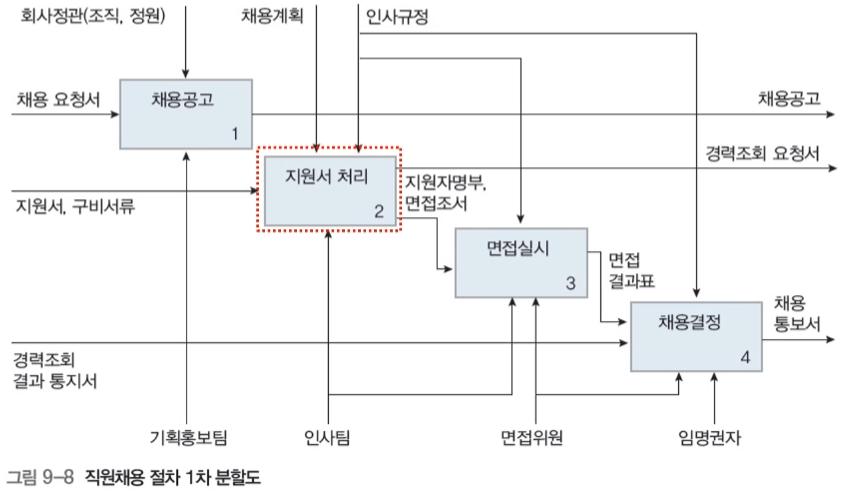 회사정관(조직, 정원)
채용계획
인사규정
채용 요청서
채용공고
1
채용공고
경력조회 요청서
지원서 처리
2
지원자명부,
면접조서
지원서, 구비서류
면접실시
3
면접
결과표
채용결정
4
채용
통보서
경력조회
결과 통지서
기획홍보팀
인사팀
면접위원
임명권자
그림 9-8 직원채용 절차 1차 분할도